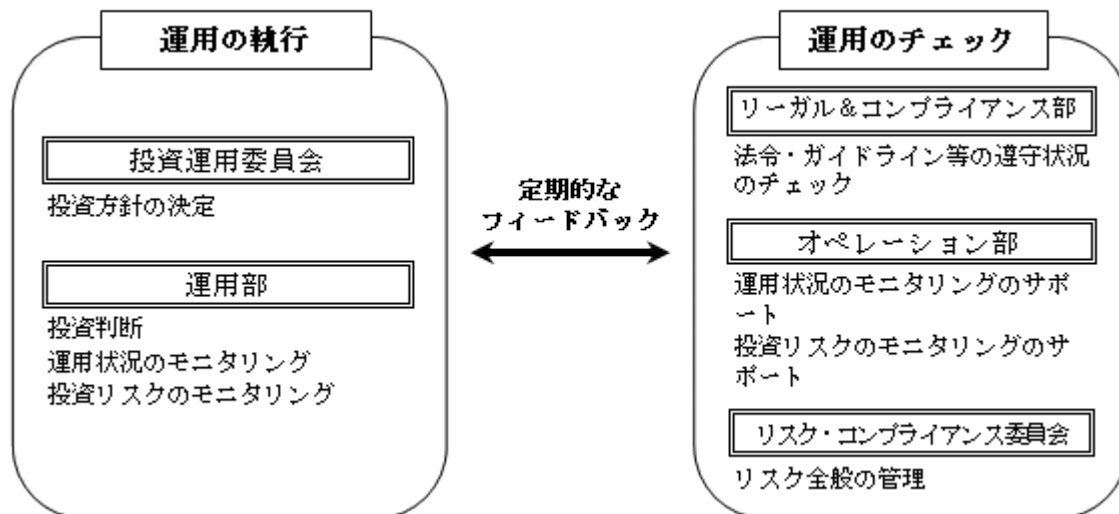 運用の執行
投資運用委員会
投資方針の決定
運用部
投資判断
運用状況のモニタリング
投資リスクのモニタリング
定期的な
フィードバック
運用のチェック
リーガル&コンプライアンス部
法令・ガイドライン等の遵守状況
のチェック
オペレーション部
運用状況のモニタリングのサポ
ート
投資リスクのモニタリングのサ
ポート
リスク・コンプライアンス委員会
リスク全般の管理